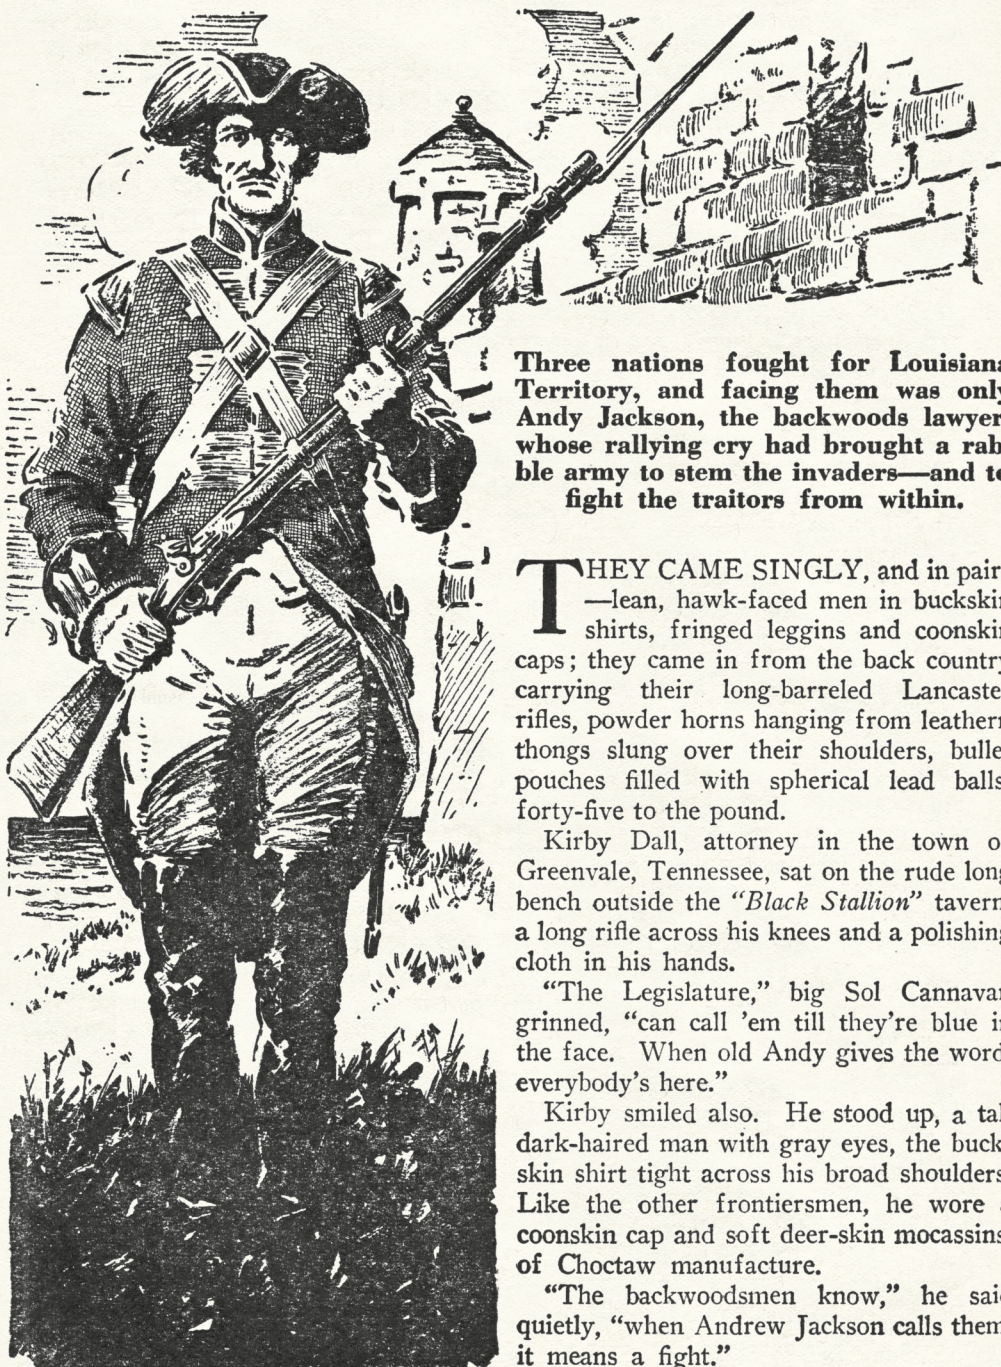 Three nations fought for Louisiana
Territory, and facing them was only
Andy Jackson, the backwoods lawyer
whose rallying cry had brought a rab
ble army to stem the invaders—and to
fight the traitors from within.
THEY CAME SINGLY, and in pair
—lean, hawk-faced men in buckskin
shirts, fringed leggins and coonskin
caps; they came in from the back country
carrying their long-barreled Lancaste
rifles, powder horns hanging from leathern
thongs slung over their shoulders, bulle
pouches filled with spherical lead balls
forty-five to the pound.
Kirby Dall, attorney in the town o
Greenvale, Tennessee, sat on the rude long
bench outside the “Black Stallion” tavern
a long rifle across his knees and a polishing
cloth in his hands.
“The Legislature,” big Sol Cannavan
grinned, “can call ’em till they’re blue in
the face. When old Andy gives the word
everybody’s here.”
Kirby smiled also. He stood up, a tal
dark-haired man with gray eyes, the buck
skin shirt tight across his broad shoulders
Like the other frontiersmen, he wore
coonskin cap and soft deer-skin mocassins
of Choctaw manufacture.
“The backwoodsmen know,” he said
quietly, “when Andrew Jackson calls them
it means a fight.”